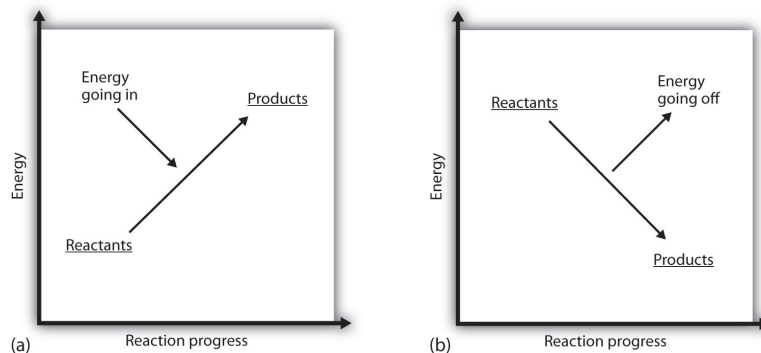 Energy
going in
Products
Reactants
Energy
Reaction progress
(a)
Reactants
Energy
going off
Products
Energy
Reaction progress
(b)